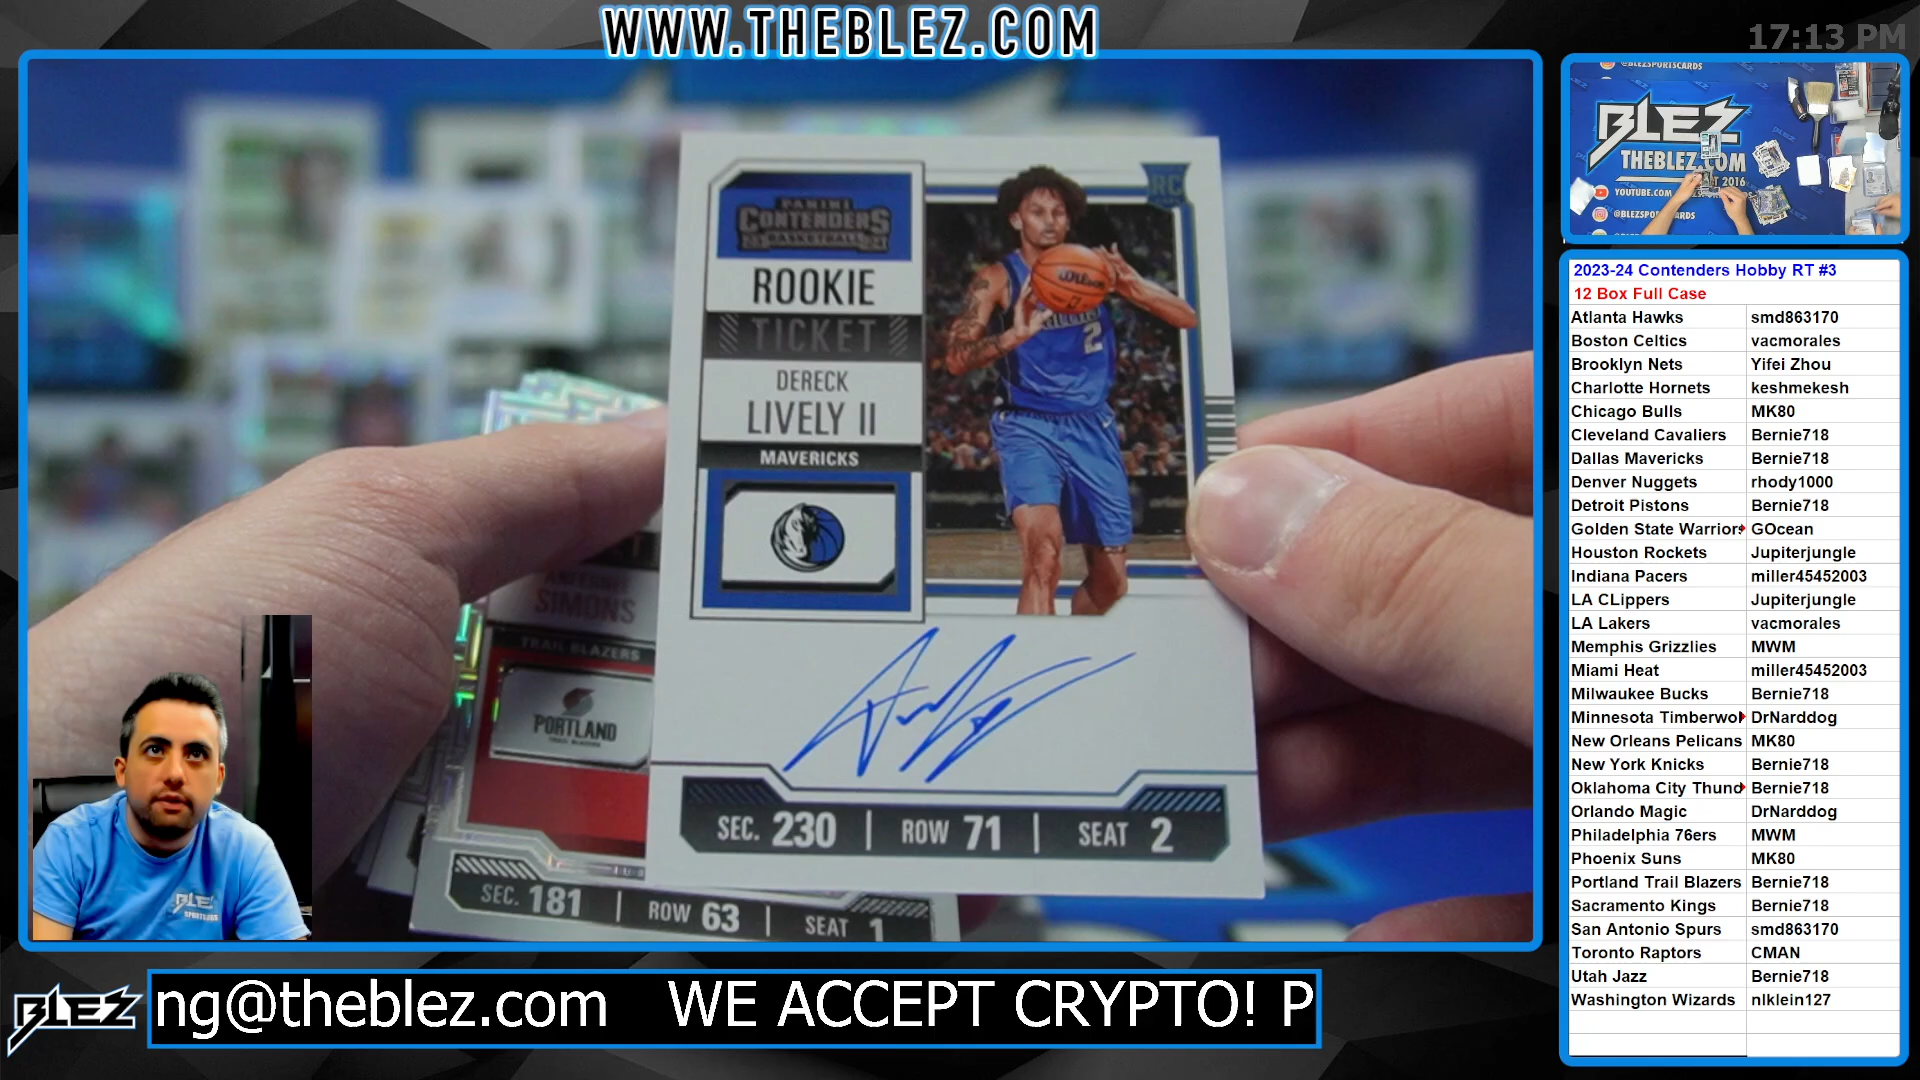 WWW.THEBLEZ.COM
17:13 PM
PANINI
CONTENDERS
BASKETBALL
ROOKIE
TICKET
DERECK
LIVELY II
MAVERICKS
RC
Wilson
2
SEC. 230 | ROW 71 | SEAT 2
SIMONS
TRAIL BLAZERS
PORTLAND
TRAIL BLAZERS
SEC. 181 | ROW 63 | SEAT 1
BLEZ
@BLEZSPORTSCARDS
BLEZ
THEBLEZ.COM
2016
YOUTUBE.COM
2023-24 Contenders Hobby RT #3
12 Box Full Case
Atlanta Hawks smd863170
Boston Celtics vacmorales
Brooklyn Nets Yifei Zhou
Charlotte Hornets keshmekesh
Chicago Bulls MK80
Cleveland Cavaliers Bernie718
Dallas Mavericks Bernie718
Denver Nuggets rhody1000
Detroit Pistons Bernie718
Golden State Warriors GOcean
Houston Rockets Jupiterjungle
Indiana Pacers miller45452003
LA CLippers Jupiterjungle
LA Lakers vacmorales
Memphis Grizzlies MWM
Miami Heat miller45452003
Milwaukee Bucks Bernie718
Minnesota Timberwol DrNarddog
New Orleans Pelicans MK80
New York Knicks Bernie718
Oklahoma City Thund Bernie718
Orlando Magic DrNarddog
Philadelphia 76ers MWM
Phoenix Suns MK80
Portland Trail Blazers Bernie718
Sacramento Kings Bernie718
San Antonio Spurs smd863170
Toronto Raptors CMAN
Utah Jazz Bernie718
Washington Wizards nlklein127
BLEZ
ng@theblez.com WE ACCEPT CRYPTO! P